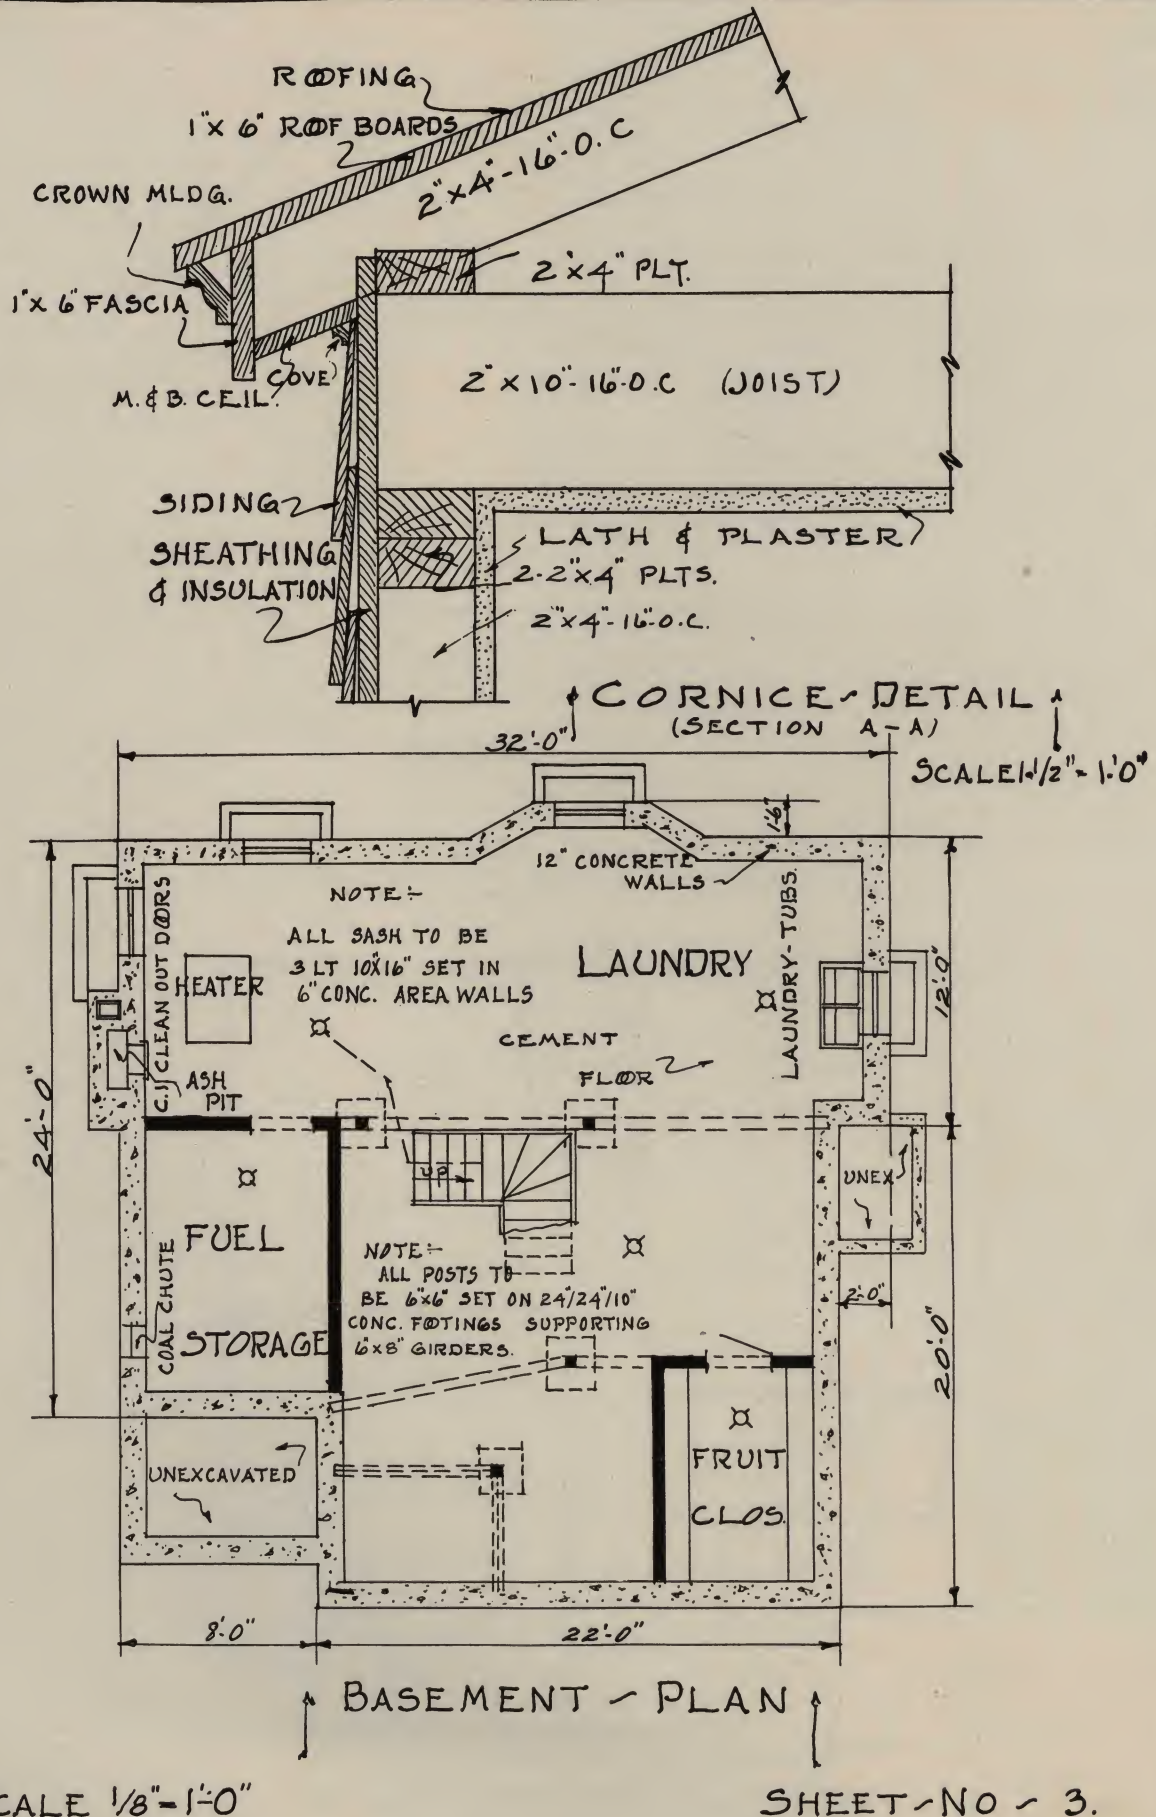 ROOFING
1"X 6" ROOF BOARDS
2"X4"-16"-O.C
CROWN MLDG.
2"X4" PLT.
1"X 6" FASCIA
COVE
M. & B. CEIL.
2"X 10"-16"-O.C (JOIST)
SIDING
LATH & PLASTER
SHEATHING
& INSULATION
2-2"X4" PLTS.
2"X4"-16"-O.C.
CORNICE~DETAIL
(SECTION A-A)
SCALE 1-1/2"=1'-0"
32'-0"
1'-6"
12" CONCRETE
WALLS
NOTE:-
ALL SASH TO BE
3 LT 10"X16" SET IN
6" CONC. AREA WALLS
C.I. CLEAN OUT DOORS
HEATER
LAUNDRY
LAUNDRY-TUBS.
12'-0"
CEMENT
FLOOR
ASH
PIT
24'-0"
UP
UNEX
FUEL
STORAGE
COAL CHUTE
NOTE:-
ALL POSTS TO
BE 6"X6" SET ON 24"/24"/10"
CONC. FOOTINGS SUPPORTING
6"X8" GIRDERS.
2'-0"
20'-0"
FRUIT
CLOS.
UNEXCAVATED
8'-0"
22'-0"
BASEMENT ~ PLAN
CALE 1/8"=1'-0"
SHEET~NO ~ 3.